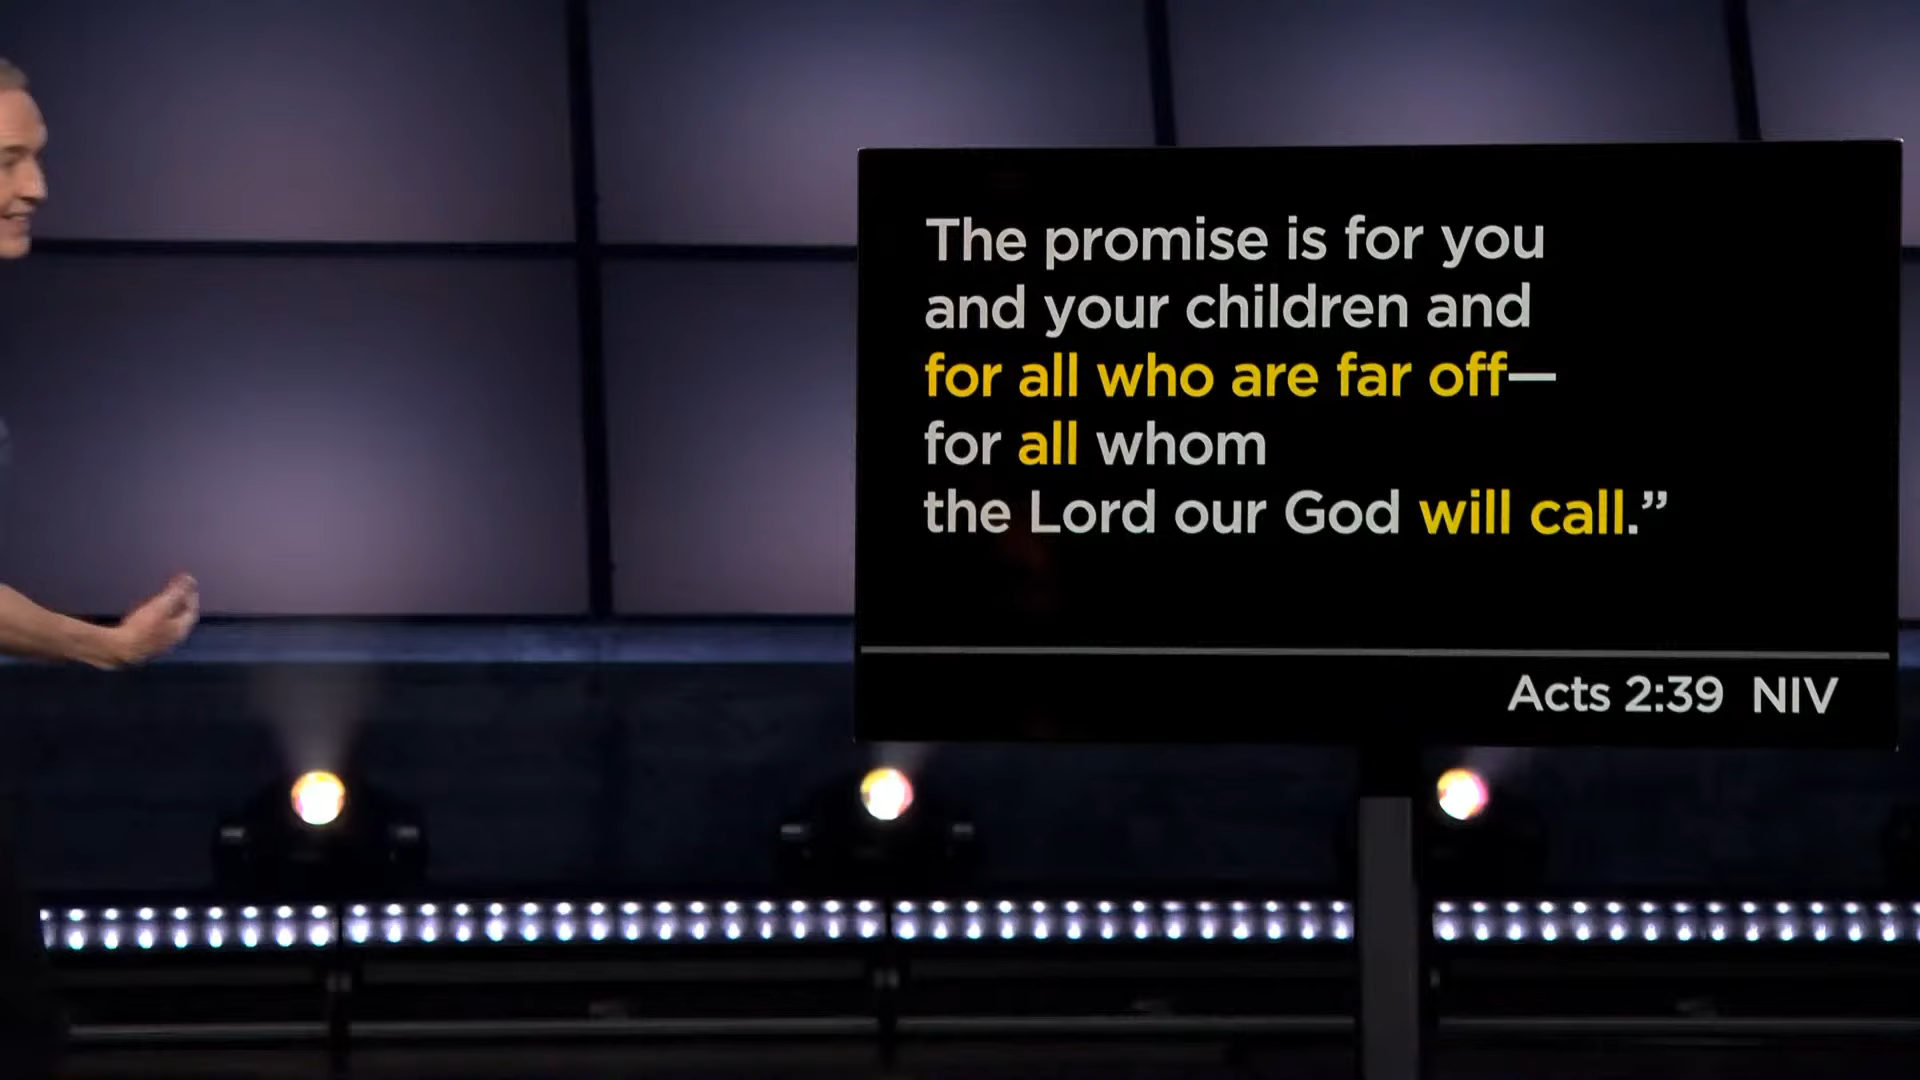 The promise is for you
and your children and
for all who are far off—
for all whom
the Lord our God will call.”
Acts 2:39 NIV